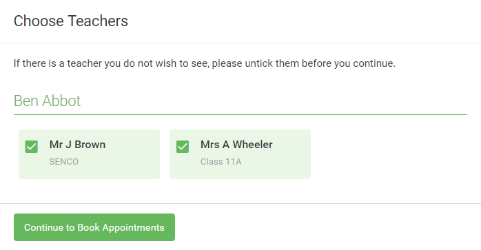 Choose Teachers
If there is a teacher you do not wish to see, please untick them before you continue.
Ben Abbot
Mr J Brown
SENCO
Mrs A Wheeler
Class 11A
Continue to Book Appointments